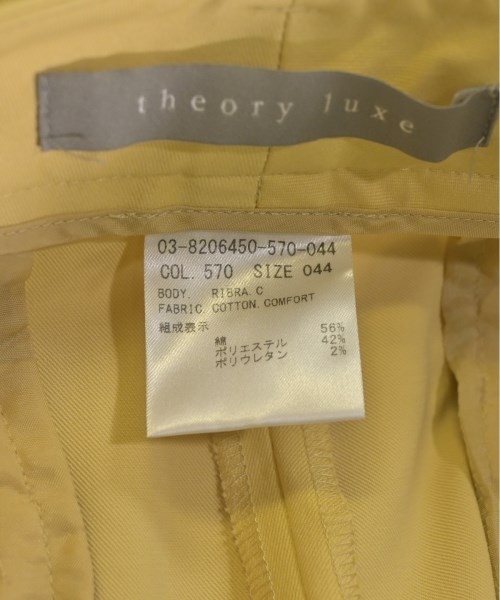 theory luxe
03-8206450-570-044
COL. 570 SIZE 044
BODY. RIBRA.C
FABRIC.COTTON.COMFORT
組成表示
綿 56%
ポリエステル 42%
ポリウレタン 2%